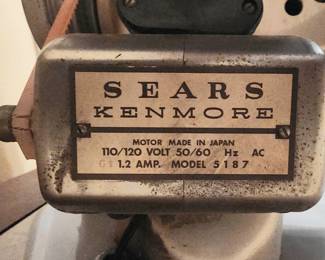 SEARS
KENMORE
MOTOR MADE IN JAPAN
110/120 VOLT 50/60 Hz AC
1.2 AMP. MODEL 5187